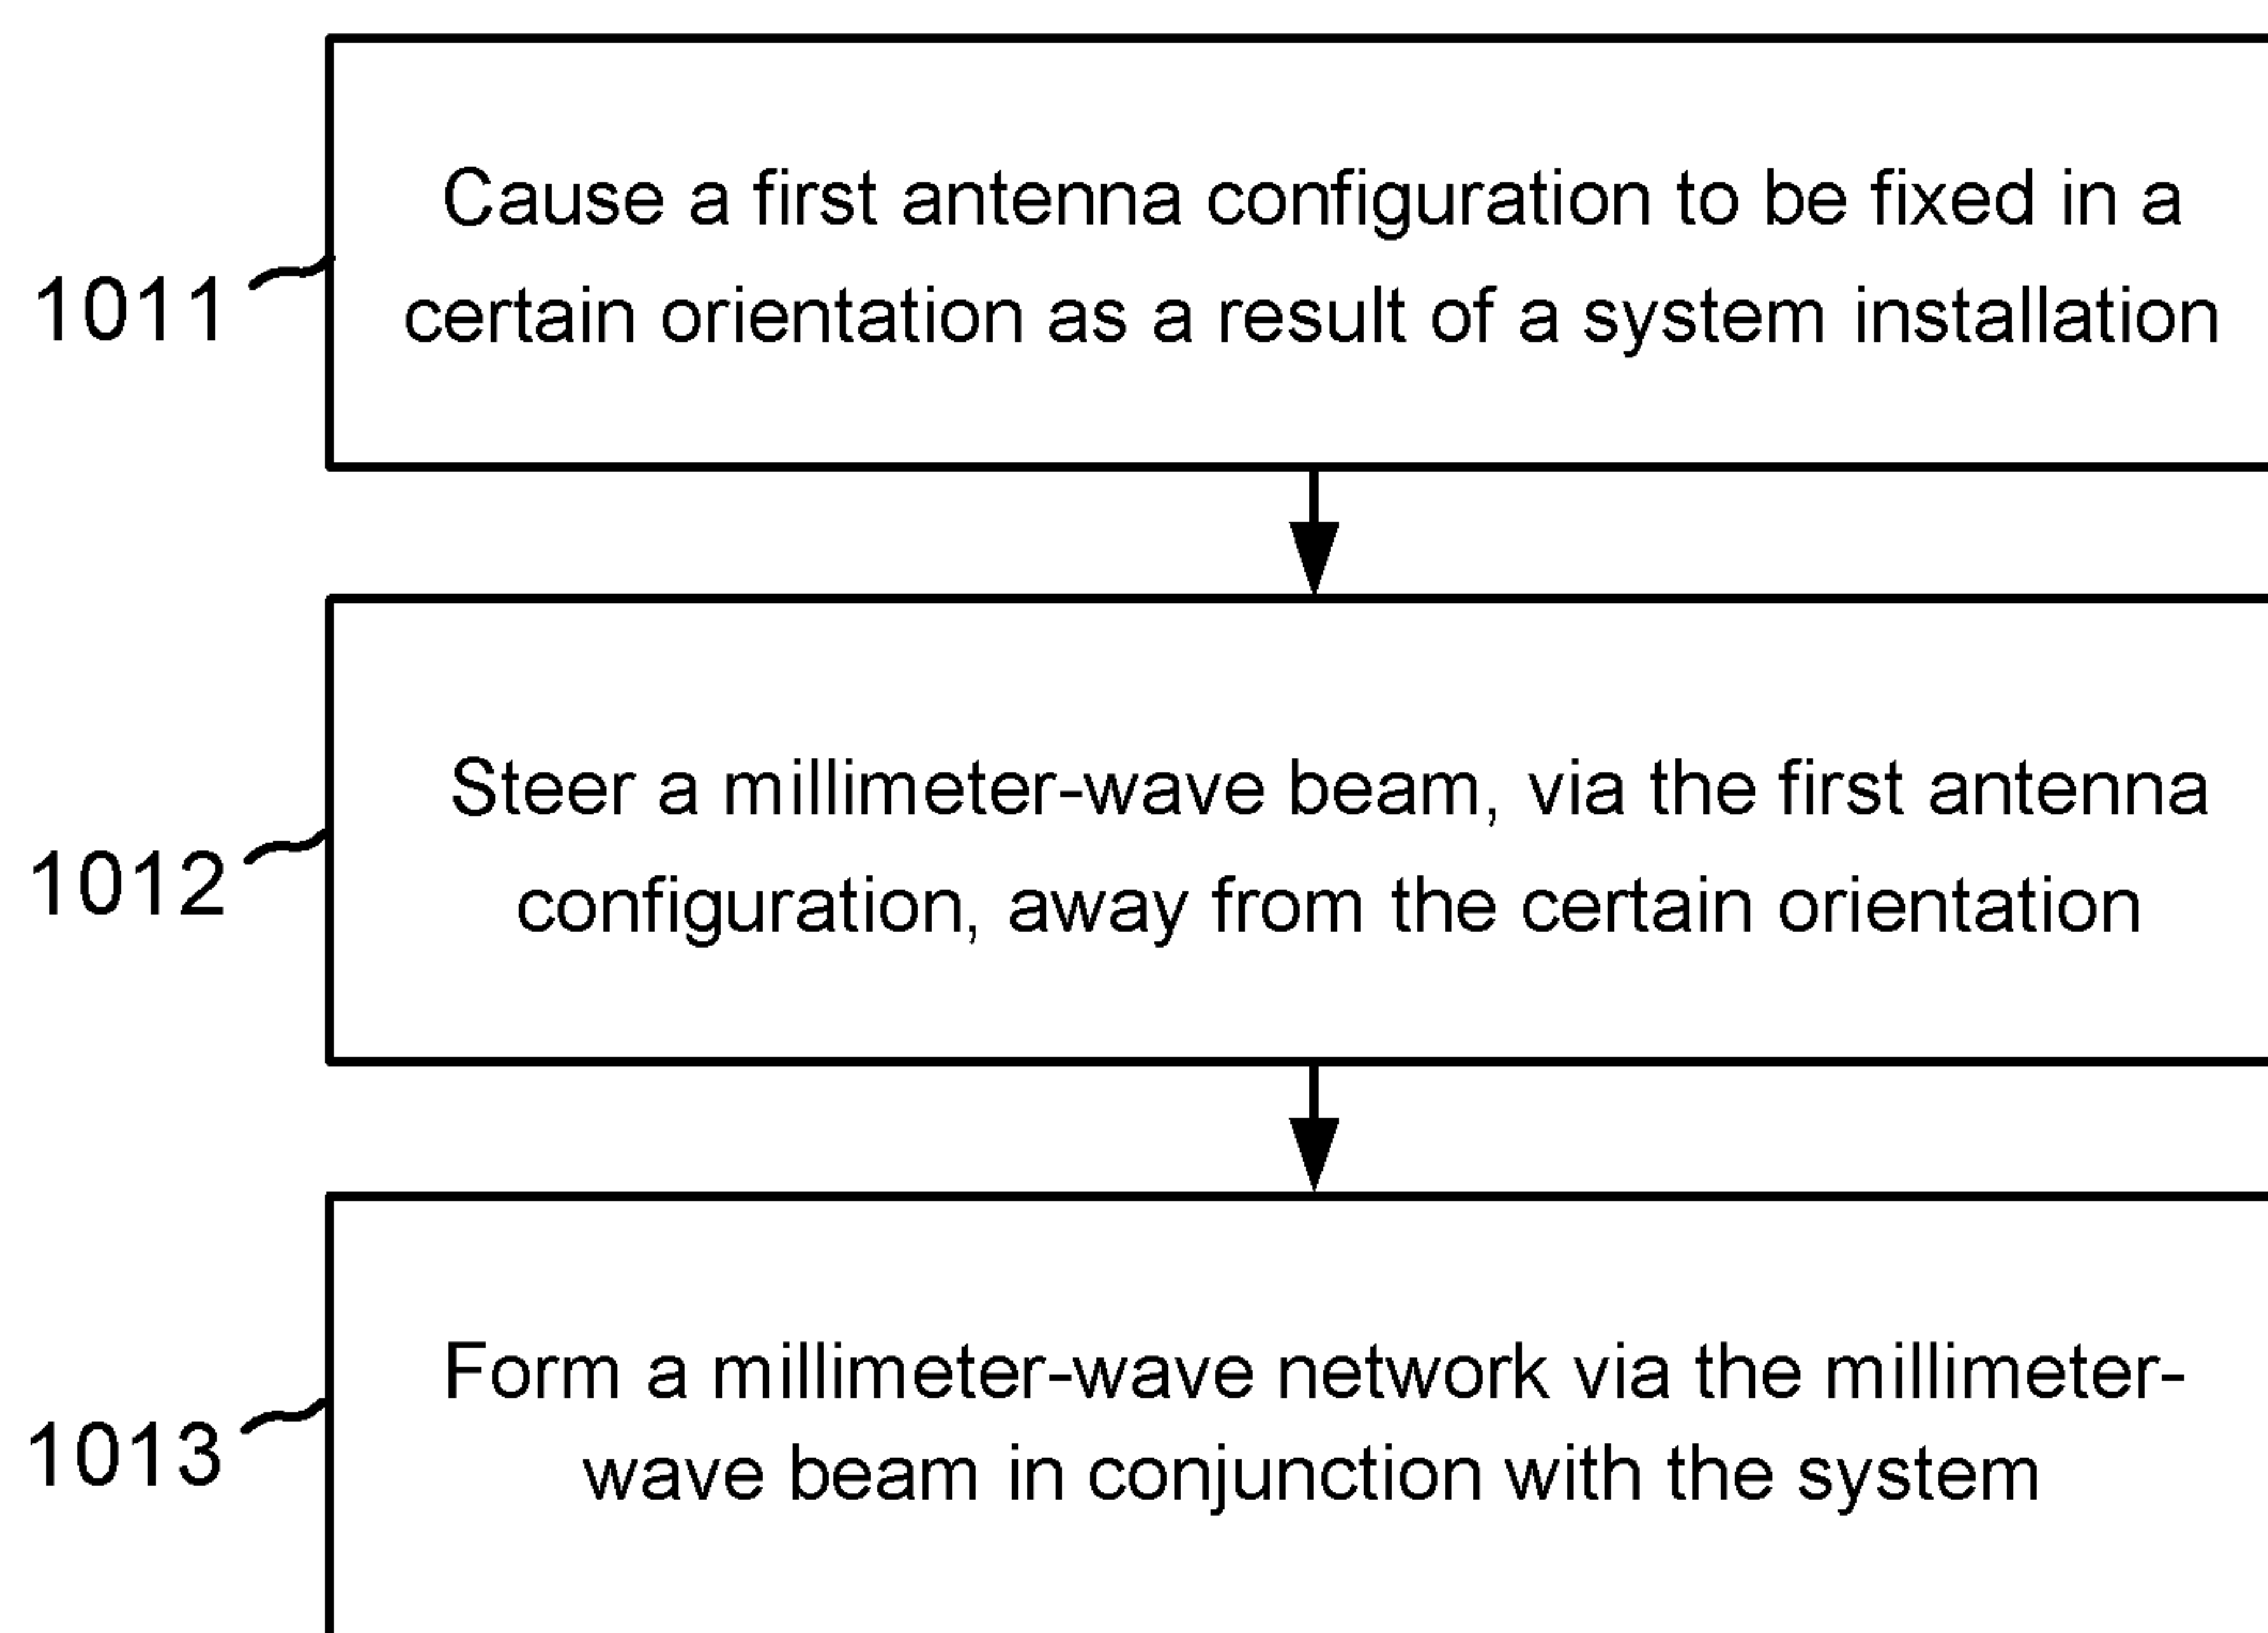 Cause a first antenna configuration to be fixed in a
1011
certain orientation as a result of a system installation
Steer a millimeter-wave beam, via the first antenna
1012
configuration, away from the certain orientation
Form a millimeter-wave network via the millimeter-
1013
wave beam in conjunction with the system